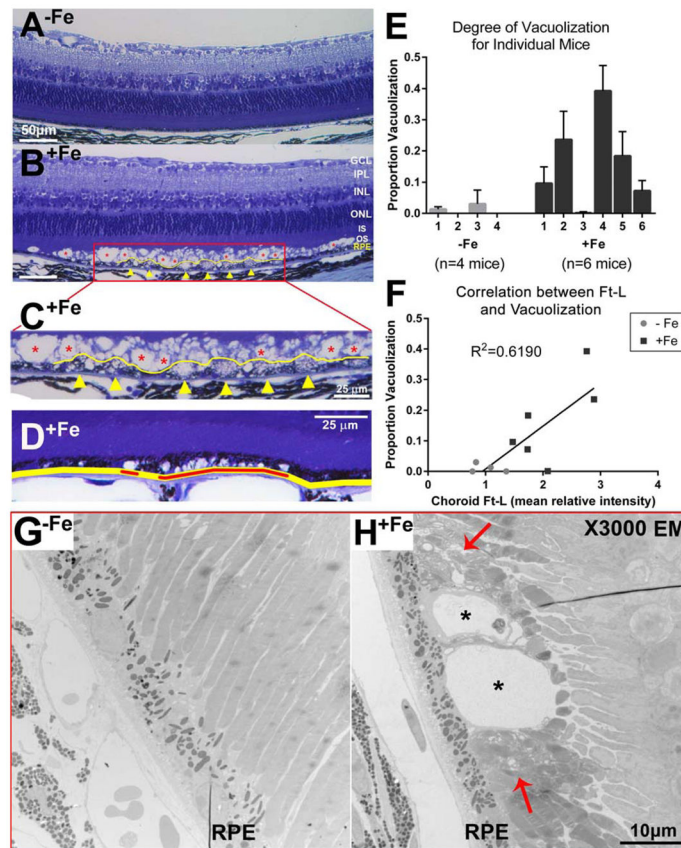 A-Fe
50µm
B+Fe
GCL
IPL
INL
ONL
IS
OS
RPE
C+Fe
* * * * * *
25 µm
D+Fe
25 µm
E
Degree of Vacuolization
for Individual Mice
Proportion Vacuolization
0.5
0.4
0.3
0.2
0.1
0.0
1 2 3 4 1 2 3 4 5 6
-Fe +Fe
(n=4 mice) (n=6 mice)
F
Correlation between Ft-L
and Vacuolization
- Fe
+Fe
R²=0.6190
Proportion Vacuolization
0.5
0.4
0.3
0.2
0.1
0.0
0 1 2 3 4
Choroid Ft-L (mean relative intensity)
G-Fe
RPE
H+Fe
X3000 EM
*
*
RPE
10µm